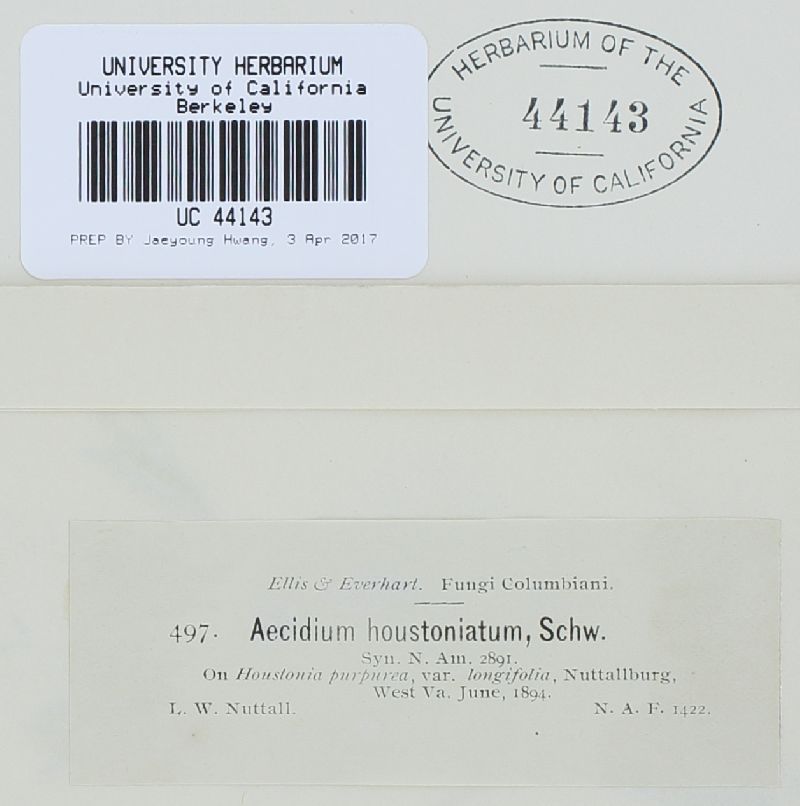 UNIVERSITY HERBARIUM
University of California
Berkeley
UC 44143
PREP BY Jaeyoung Hwang, 3 Apr 2017
HERBARIUM OF THE
44143
UNIVERSITY OF CALIFORNIA
Ellis & Everhart. Fungi Columbiani.
497. Aecidium houstoniatum, Schw.
Syn. N. Am. 2891.
On Houstonia purpurea, var. longifolia, Nuttallburg,
West Va. June, 1894.
L. W. Nuttall. N. A. F. 1422.